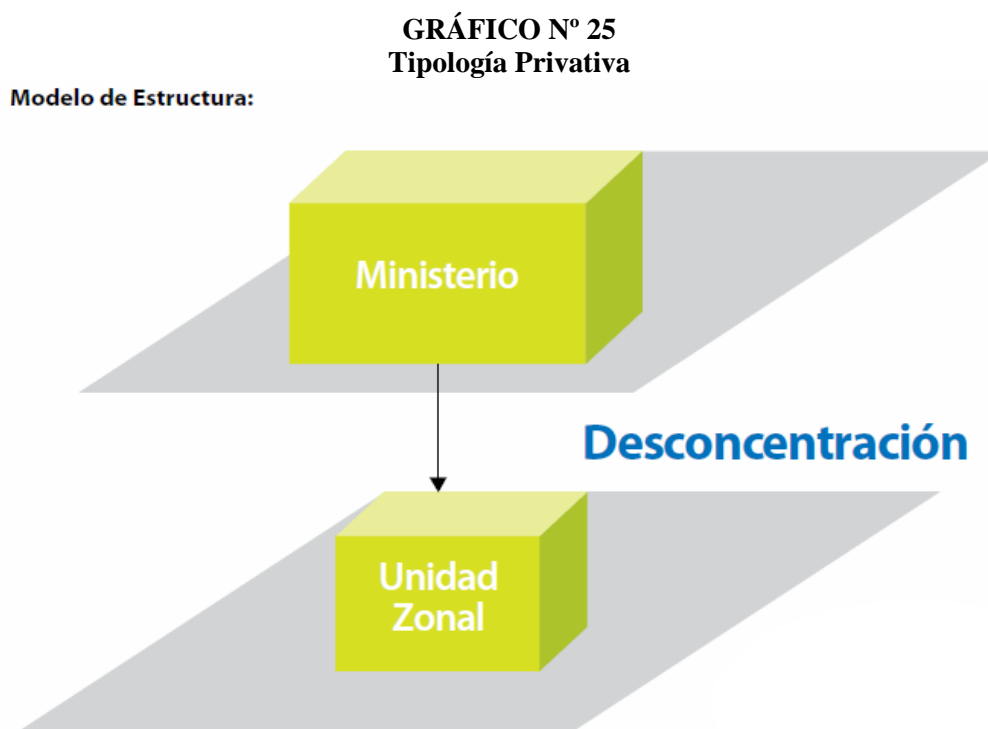 GRÁFICO Nº 25
Tipología Privativa
Modelo de Estructura:
Ministerio
Desconcentración
Unidad
Zonal